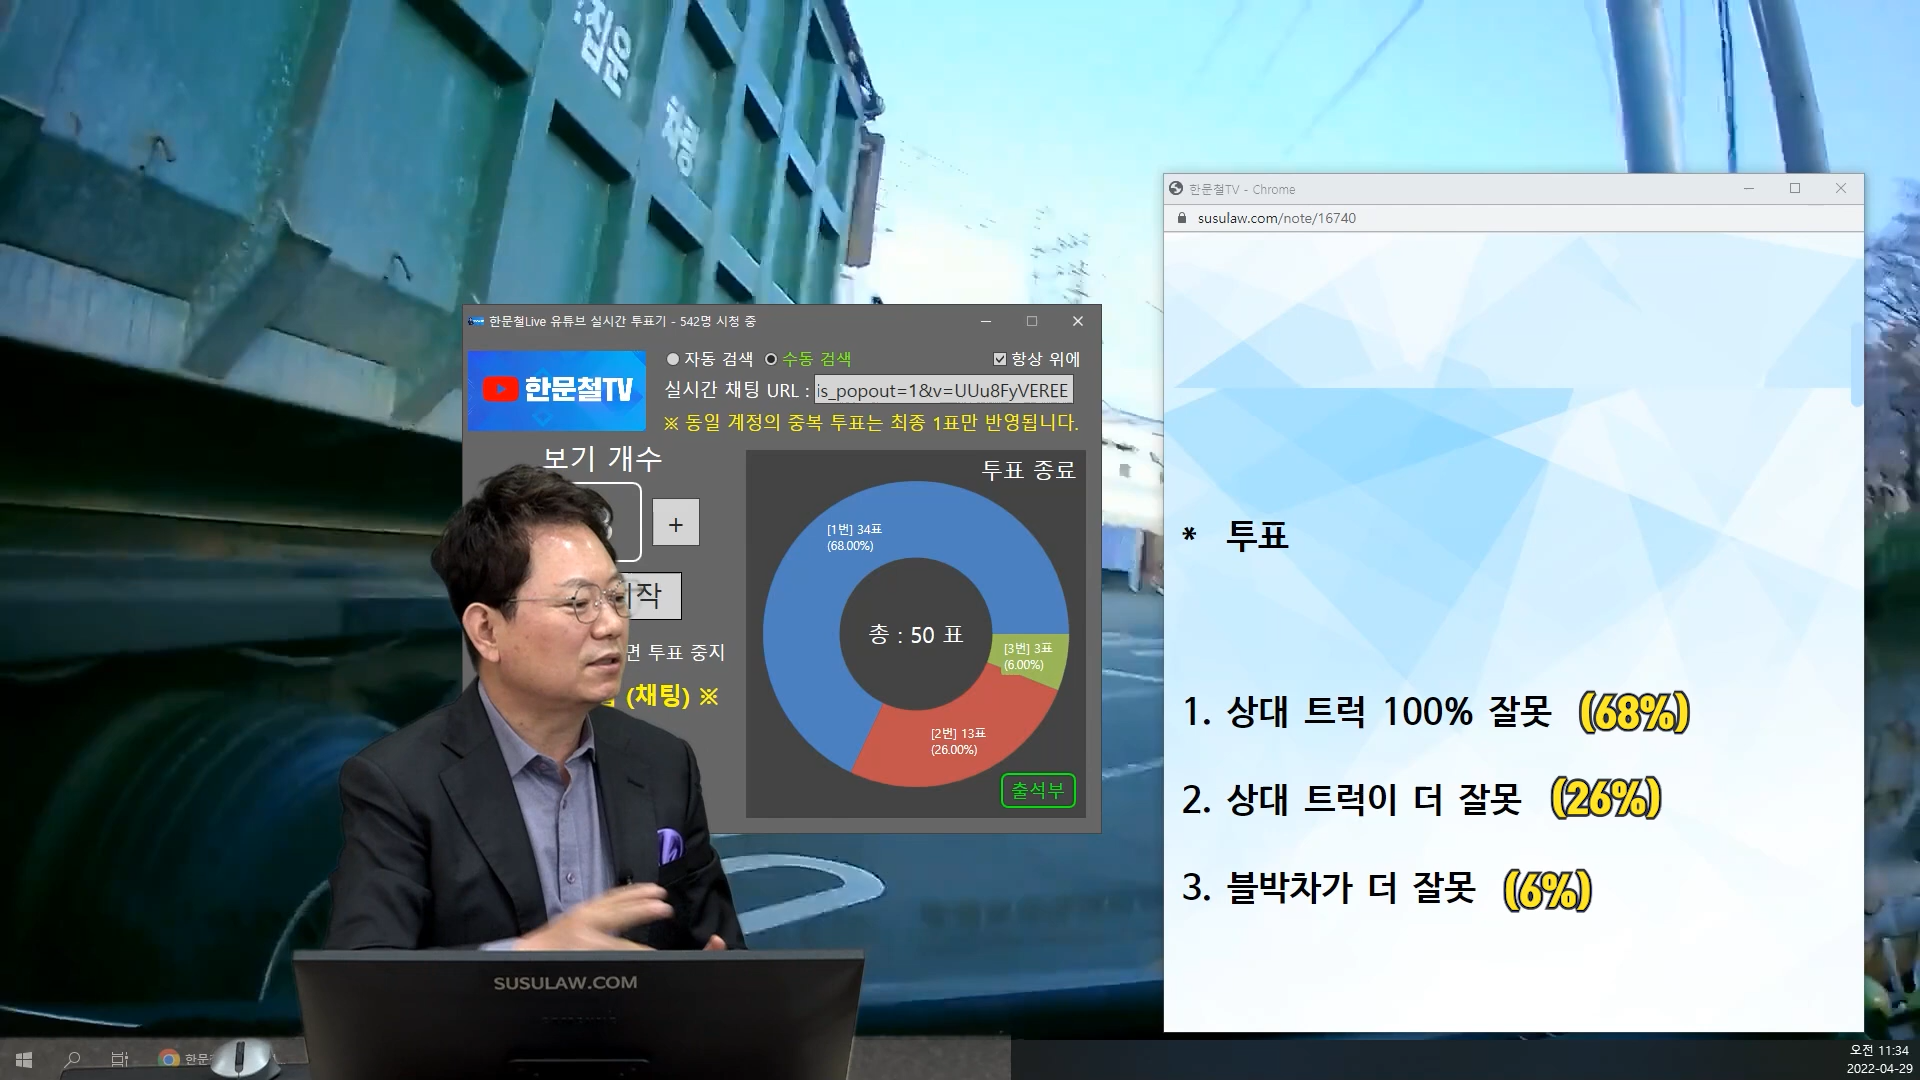 집운
차량
한문철Live 유튜브 실시간 투표기 - 542명 시청 중
한문철TV
자동 검색 수동 검색 항상 위에
실시간 채팅 URL : is_popout=1&v=UUu8FyVEREE
※ 동일 계정의 중복 투표는 최종 1표만 반영됩니다.
보기 개수
+
작
면 투표 중지
(채팅) ※
투표 종료
[1번] 34표
(68.00%)
총 : 50 표
[3번] 3표
(6.00%)
[2번] 13표
(26.00%)
출석부
한문철TV - Chrome
susulaw.com/note/16740
* 투표
1. 상대 트럭 100% 잘못 (68%)
2. 상대 트럭이 더 잘못 (26%)
3. 블박차가 더 잘못 (6%)
SUSULAW.COM
한문
오전 11:34
2022-04-29